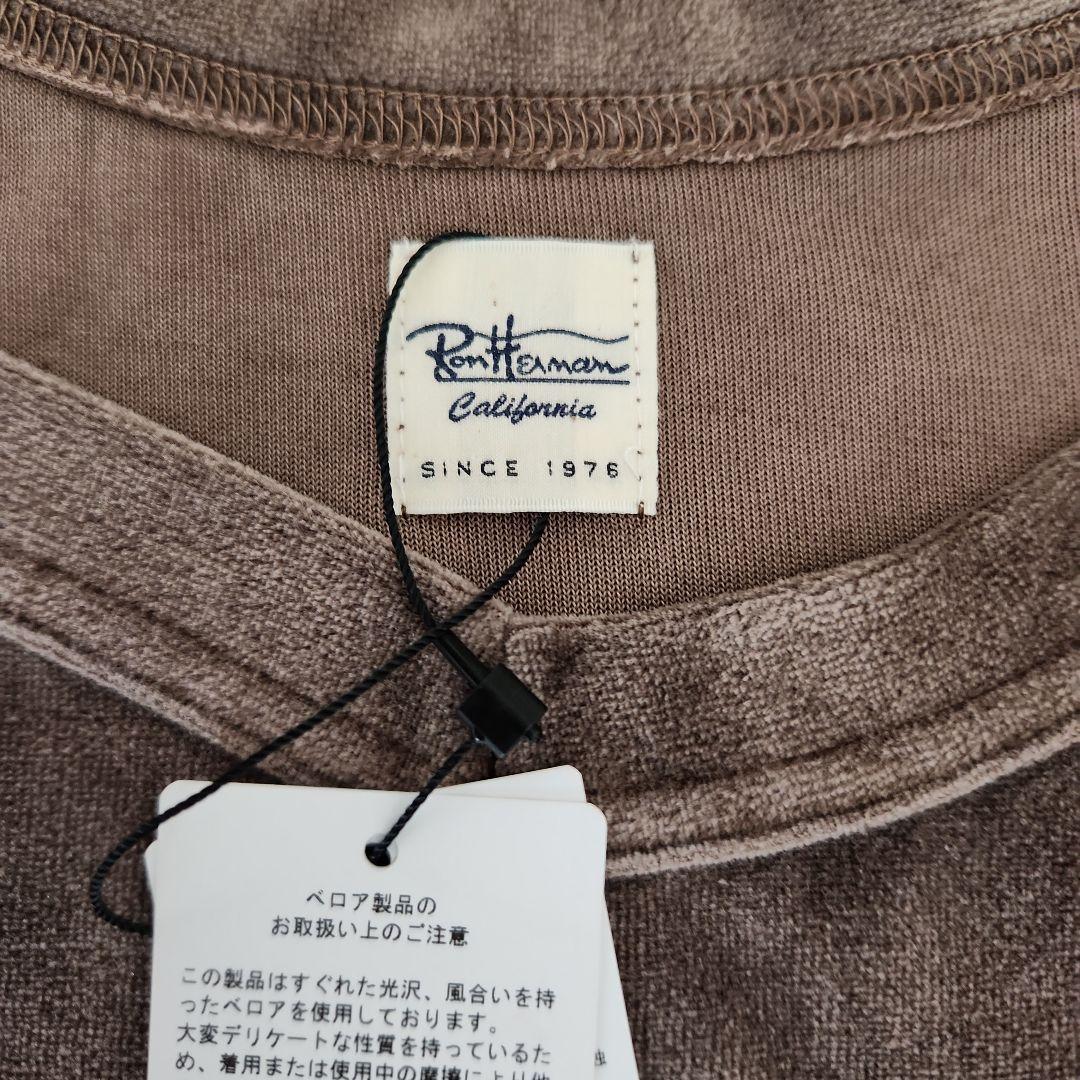 Ron Herman
California
SINCE 1976
ベロア製品の
お取扱い上のご注意
この製品はすぐれた光沢、風合いを持
ったベロアを使用しております。
大変デリケートな性質を持っているた
め、着用または使用中の摩擦により他